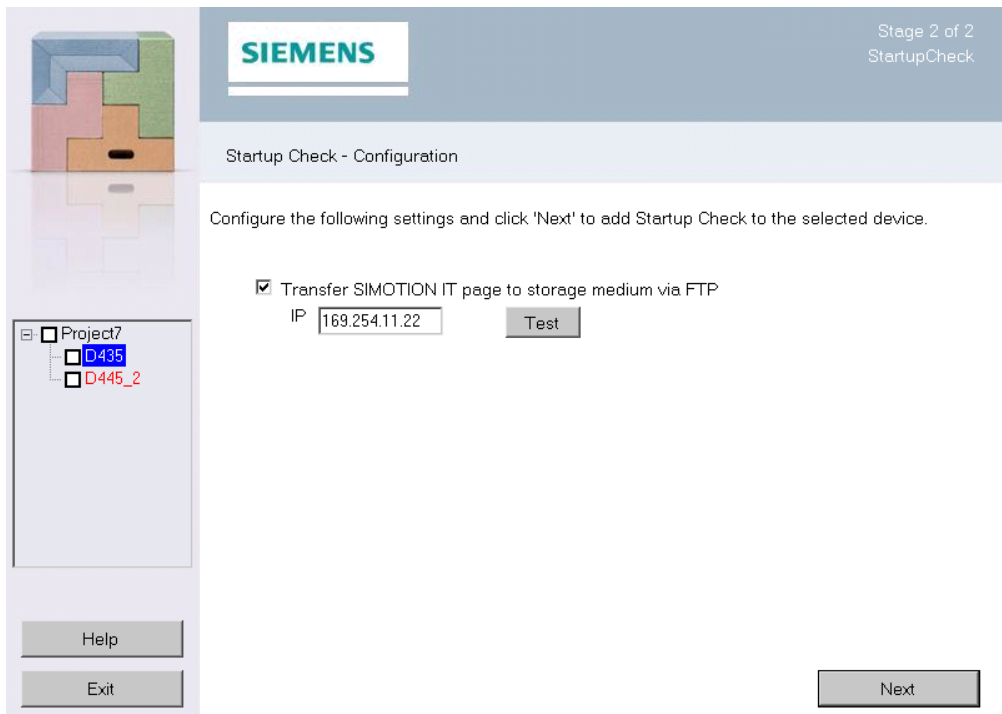 SIEMENS
Stage 2 of 2
StartupCheck
Startup Check - Configuration
Configure the following settings and click 'Next' to add Startup Check to the selected device.
Transfer SIMOTION IT page to storage medium via FTP
IP 169.254.11.22 Test
Project7
D435
D445_2
Help
Exit
Next